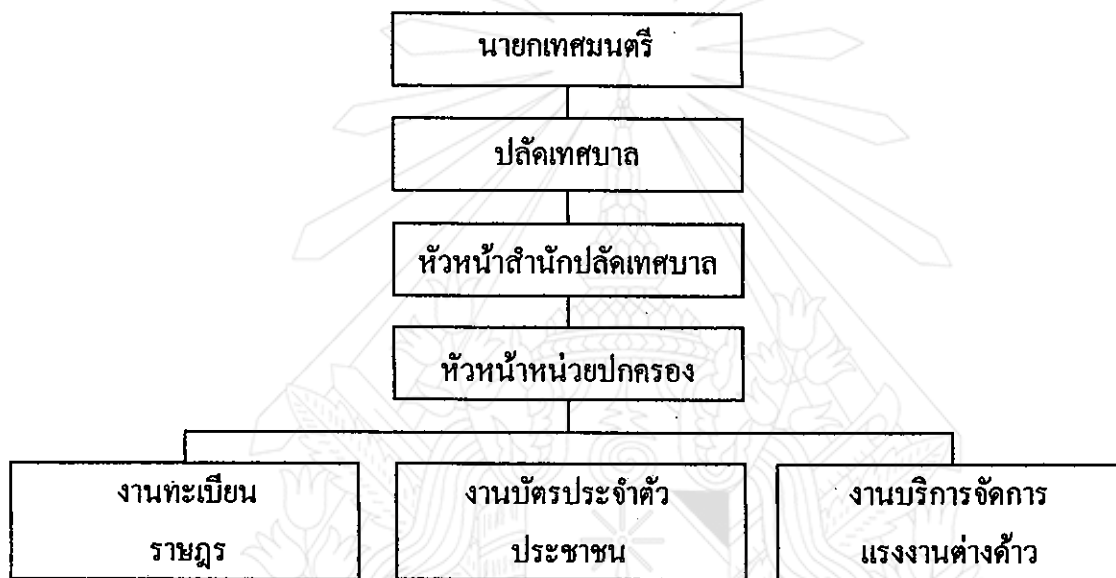 นายกเทศมนตรี
ปลัดเทศบาล
หัวหน้าสำนักปลัดเทศบาล
หัวหน้าหน่วยปกครอง
งานทะเบียน
ราษฎร
งานบัตรประจำตัว
ประชาชน
งานบริการจัดการ
แรงงานต่างด้าว